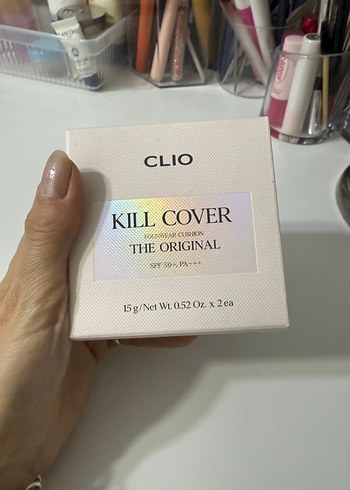 CLIO
KILL COVER
FOUNWEAR CUSHION
THE ORIGINAL
SPF 50+, PA+++
15 g/Net Wt. 0.52 Oz. x 2 ea